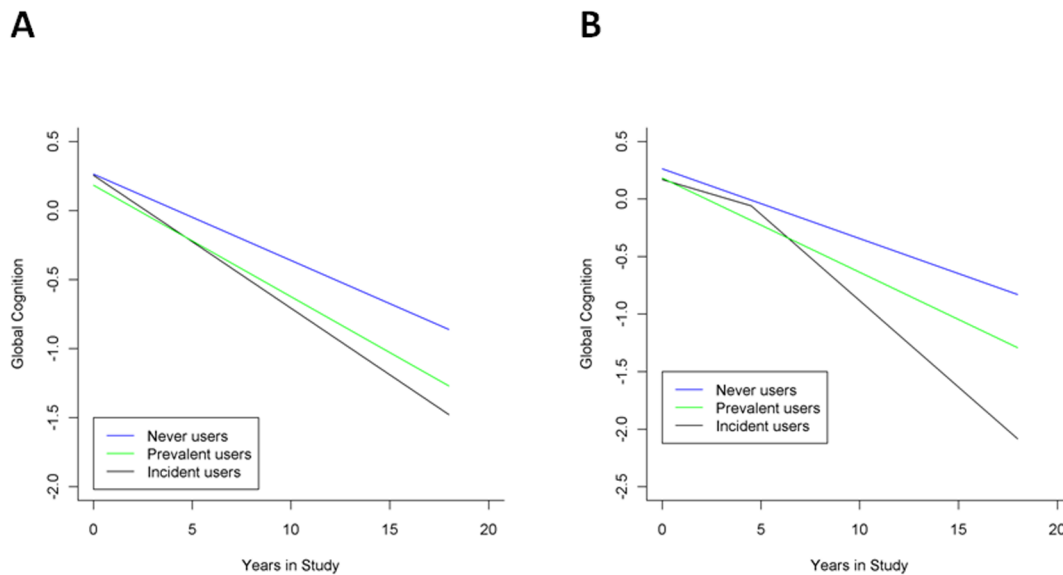 A
B
0.5
0.0
-0.5
-1.0
-1.5
-2.0
Global Cognition
Never users
Prevalent users
Incident users
0 5 10 15 20
Years in Study
0.5
0.0
-0.5
-1.0
-1.5
-2.0
-2.5
Global Cognition
Never users
Prevalent users
Incident users
0 5 10 15 20
Years in Study